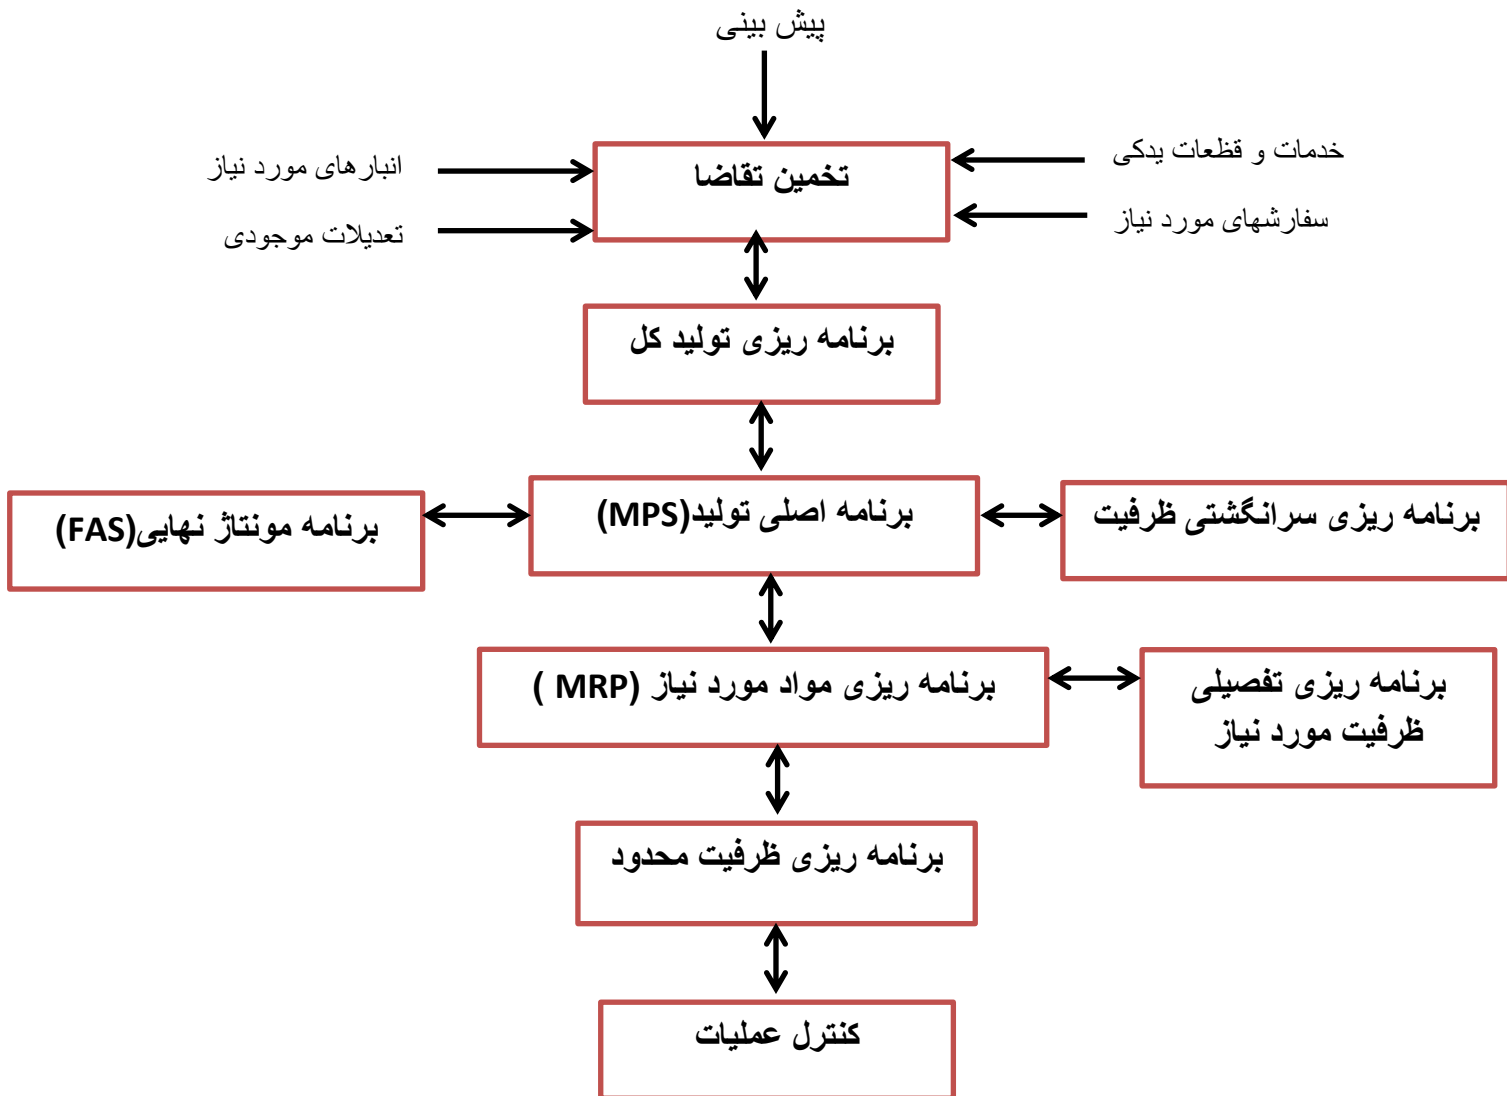 پیش بینی
خدمات و قظعات یدکی
انبارهای مورد نیاز
تخمین تقاضا
سفارشهای مورد نیاز
تعدیلات موجودی
برنامه ریزی تولید کل
برنامه ریزی سرانگشتی ظرفیت
برنامه اصلی تولید(MPS)
برنامه مونتاژ نهایی(FAS)
برنامه ریزی مواد مورد نیاز (MRP )
برنامه ریزی تفصیلی
ظرفیت مورد نیاز
برنامه ریزی ظرفیت محدود
کنترل عملیات